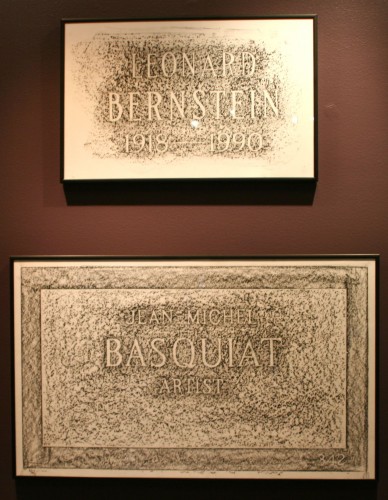 LEONARD
BERNSTEIN
1918 — 1990
JEAN MICHEL
BASQUIAT
ARTIST